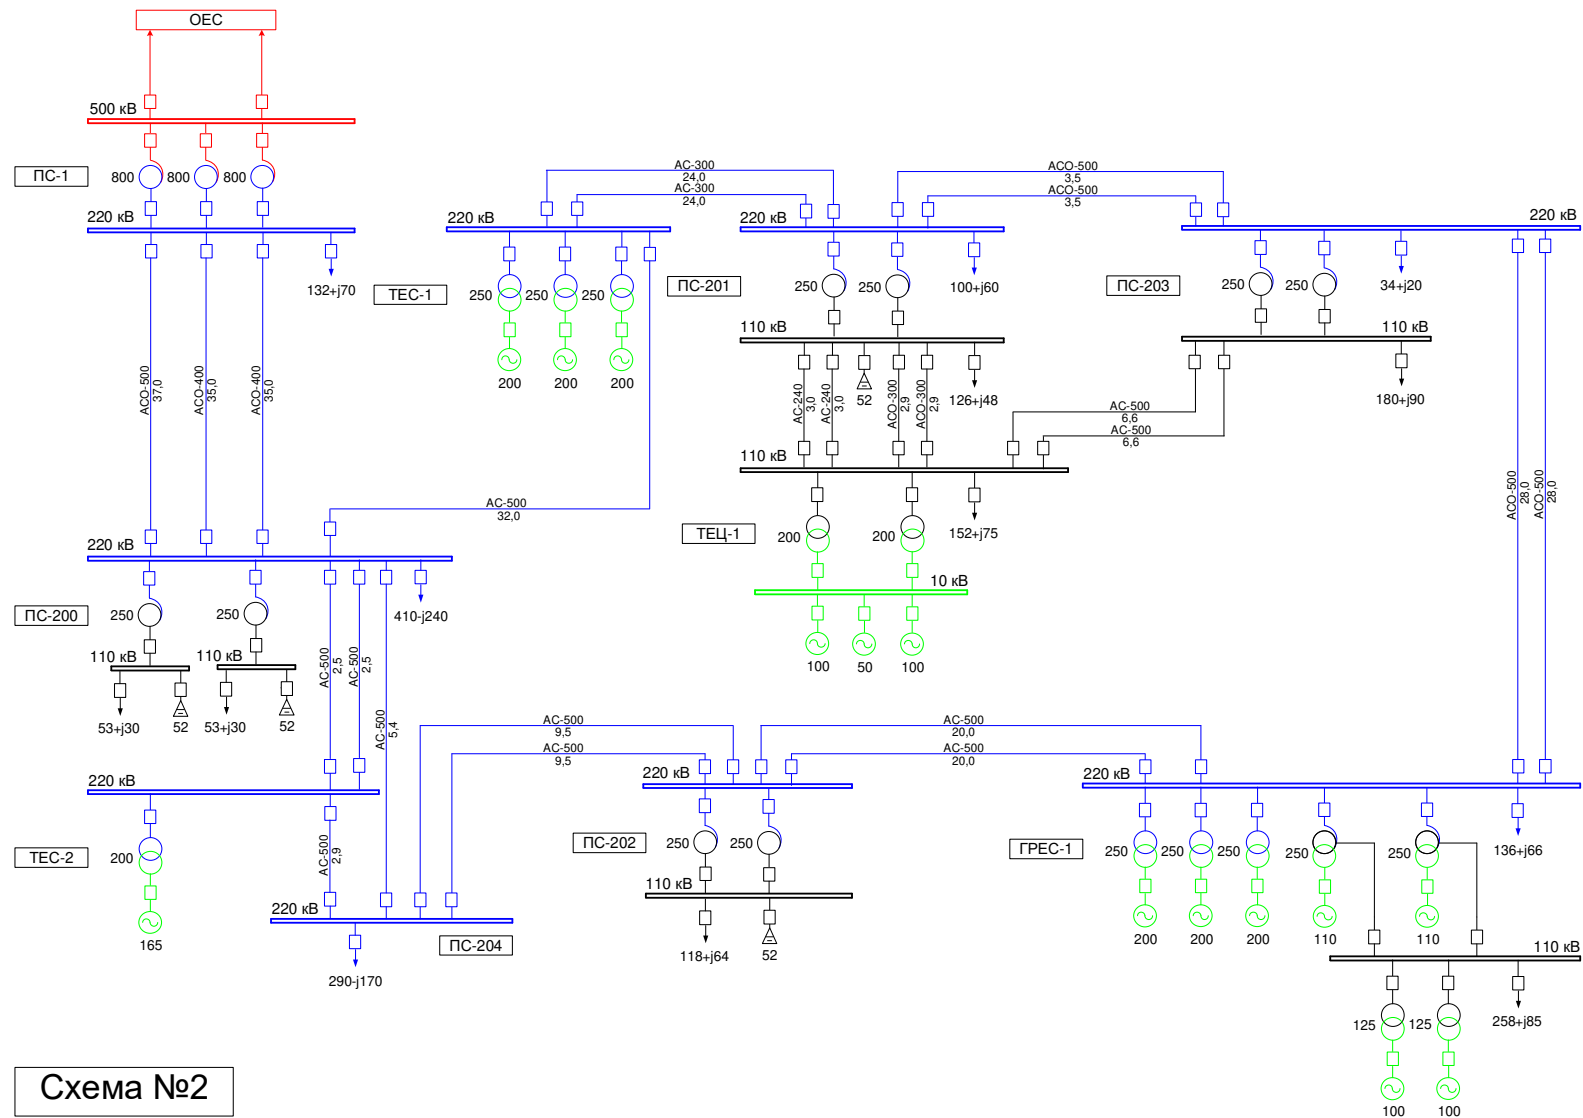 ОЕС
500 кВ
ПС-1
800
800
800
220 кВ
132+j70
АСО-500
37,0
АСО-400
35,0
АСО-400
35,0
АС-300
24,0
АС-300
24,0
220 кВ
ТЕС-1
250
250
250
200
200
200
АСО-500
3,5
АСО-500
3,5
220 кВ
ПС-201
250
250
100+j60
110 кВ
АС-240
3,0
АС-240
3,0
52
АСО-300
2,9
АСО-300
2,9
126+j48
220 кВ
ПС-203
250
250
34+j20
110 кВ
180+j90
АС-500
6,6
АС-500
6,6
110 кВ
ТЕЦ-1
200
200
152+j75
10 кВ
100
50
100
АСО-500
28,0
АСО-500
28,0
АС-500
32,0
220 кВ
ПС-200
250
250
410-j240
110 кВ
110 кВ
53+j30
52
53+j30
52
АС-500
2,5
АС-500
2,5
АС-500
5,4
220 кВ
ТЕС-2
200
165
АС-500
2,9
220 кВ
ПС-204
290-j170
АС-500
9,5
АС-500
9,5
220 кВ
ПС-202
250
250
110 кВ
118+j64
52
АС-500
20,0
АС-500
20,0
220 кВ
ГРЕС-1
250
250
250
250
250
136+j66
200
200
200
110
110
110 кВ
125
125
258+j85
100
100
Схема №2